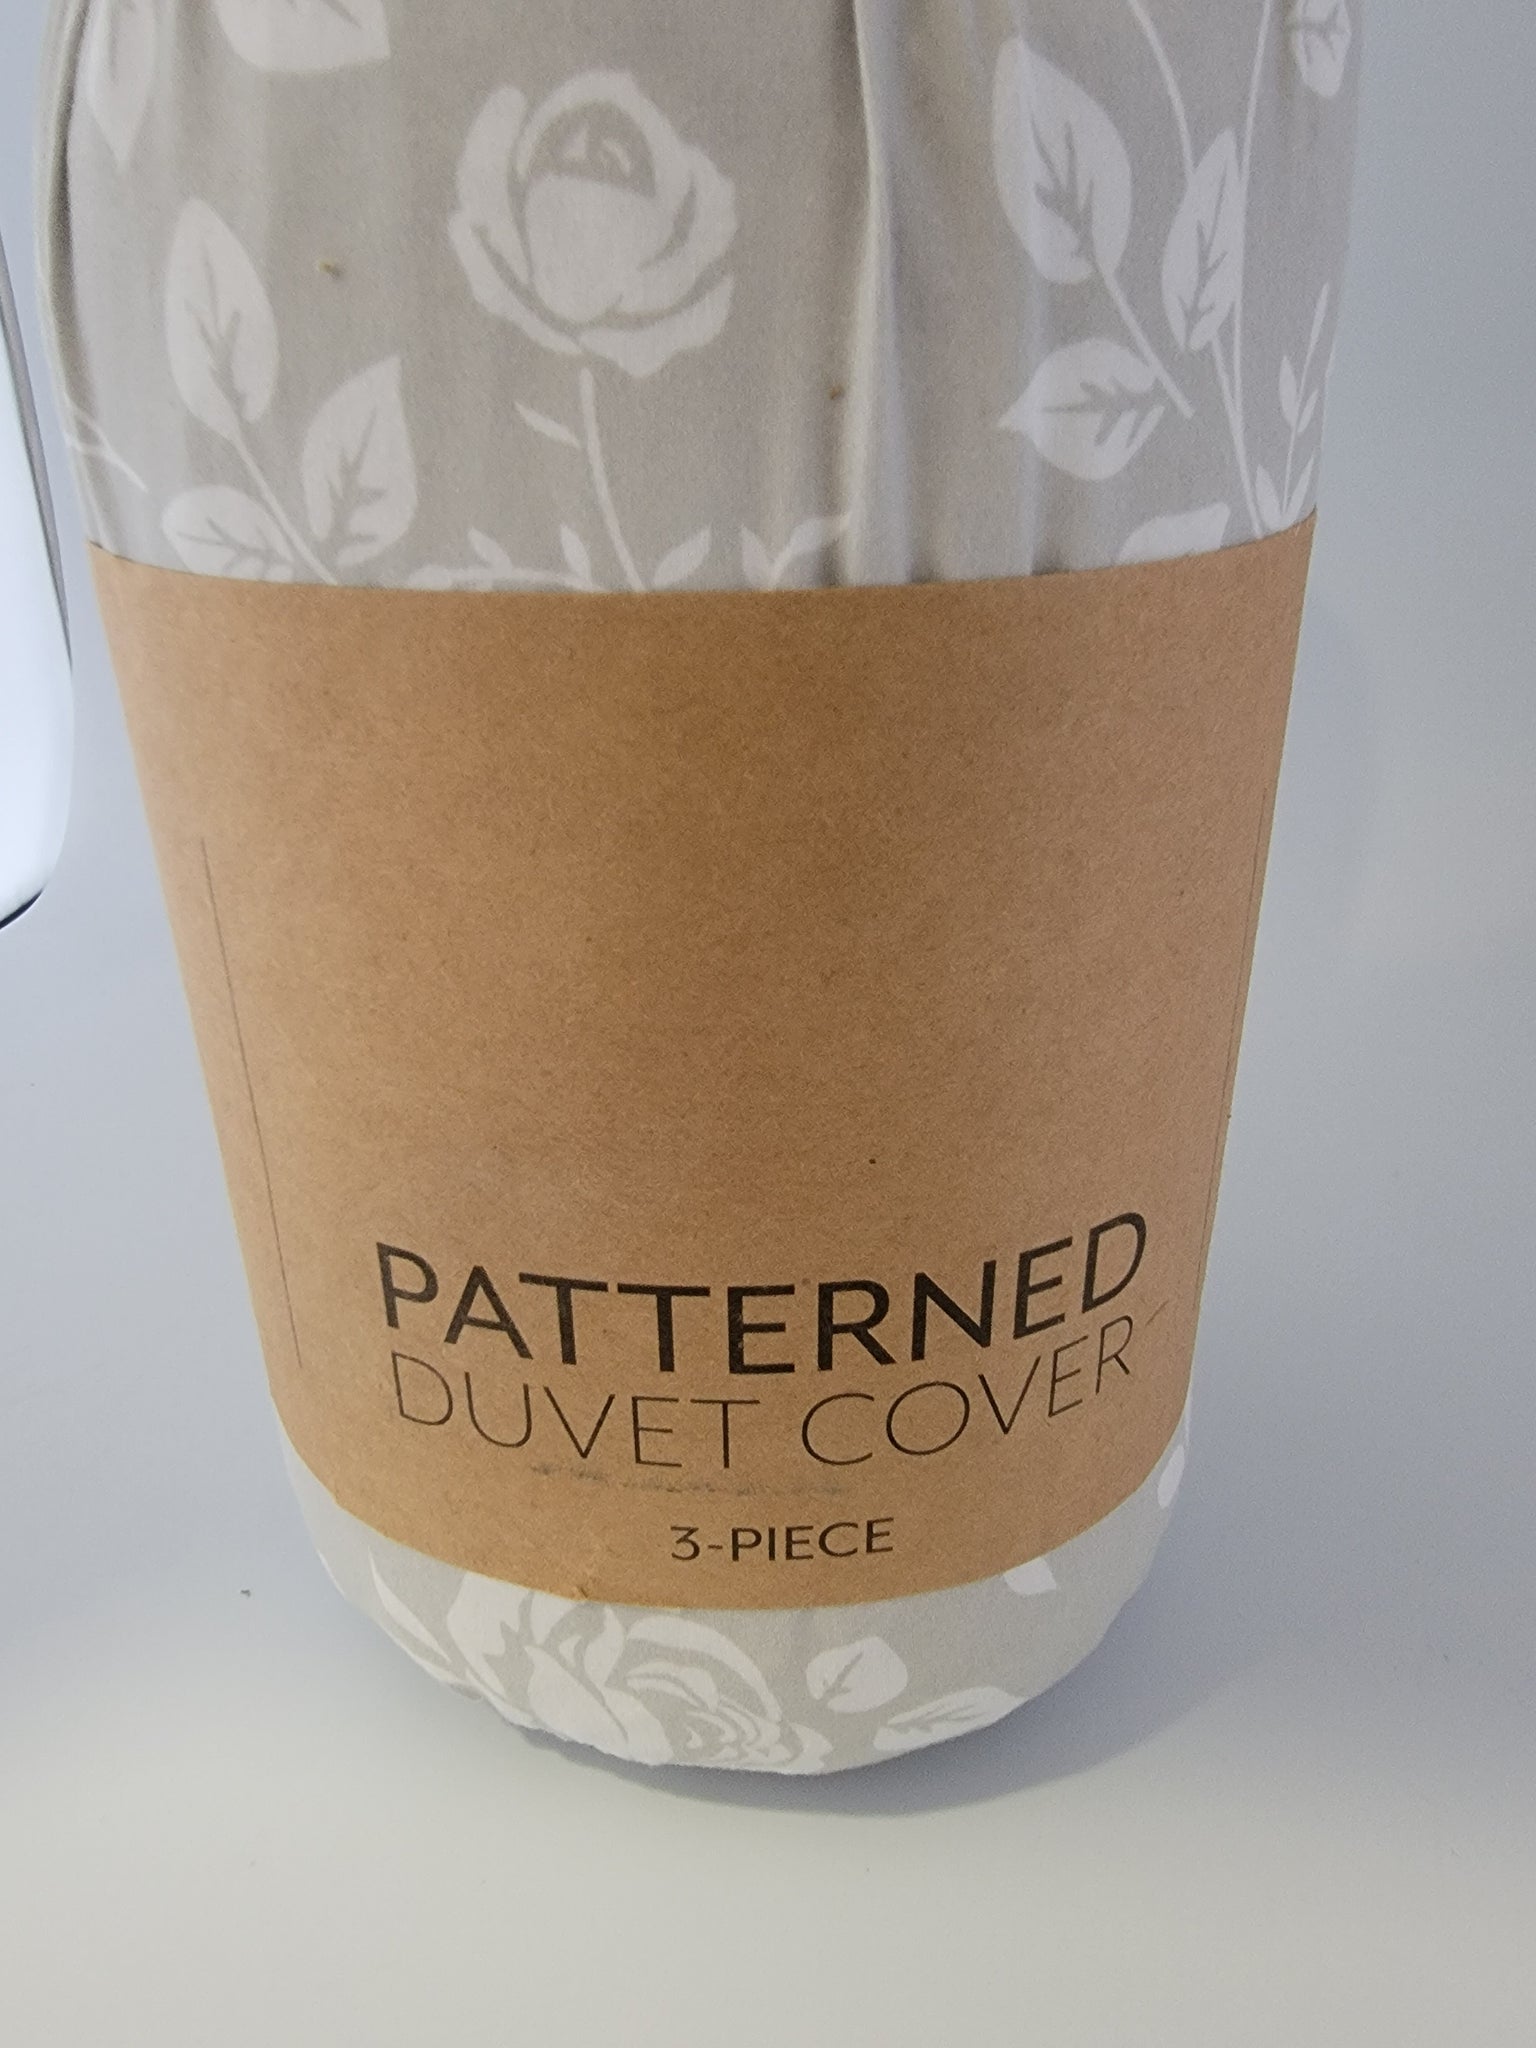 PATTERNED
DUVET COVER
3-PIECE